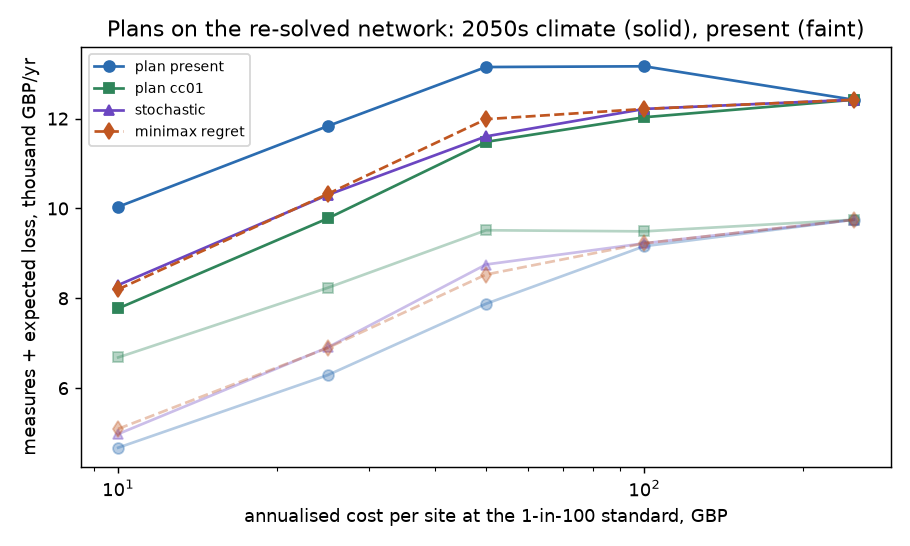 Plans on the re-solved network: 2050s climate (solid), present (faint)
measures + expected loss, thousand GBP/yr
12
10
8
6
plan present
plan cc01
stochastic
minimax regret
10¹
10²
annualised cost per site at the 1-in-100 standard, GBP